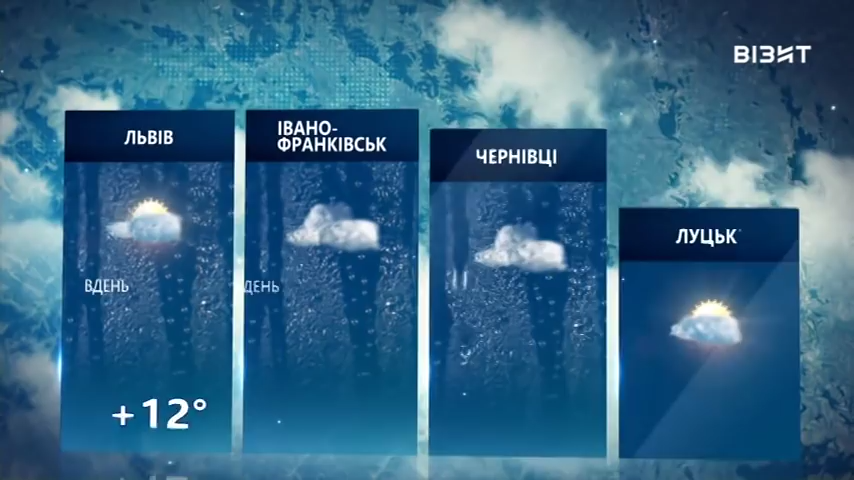 ВІЗИТ
ЛЬВІВ
ІВАНО-
ФРАНКІВСЬК
ЧЕРНІВЦІ
ЛУЦЬК
ВДЕНЬ
ДЕНЬ
+12°